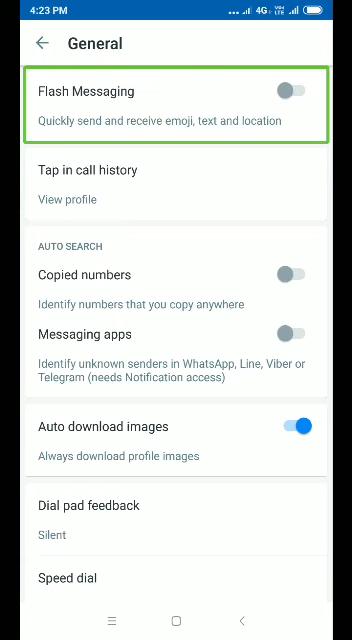 4:23 PM
4G+ VoW LTE
General
Flash Messaging
Quickly send and receive emoji, text and location
Tap in call history
View profile
AUTO SEARCH
Copied numbers
Identify numbers that you copy anywhere
Messaging apps
Identify unknown senders in WhatsApp, Line, Viber or
Telegram (needs Notification access)
Auto download images
Always download profile images
Dial pad feedback
Silent
Speed dial